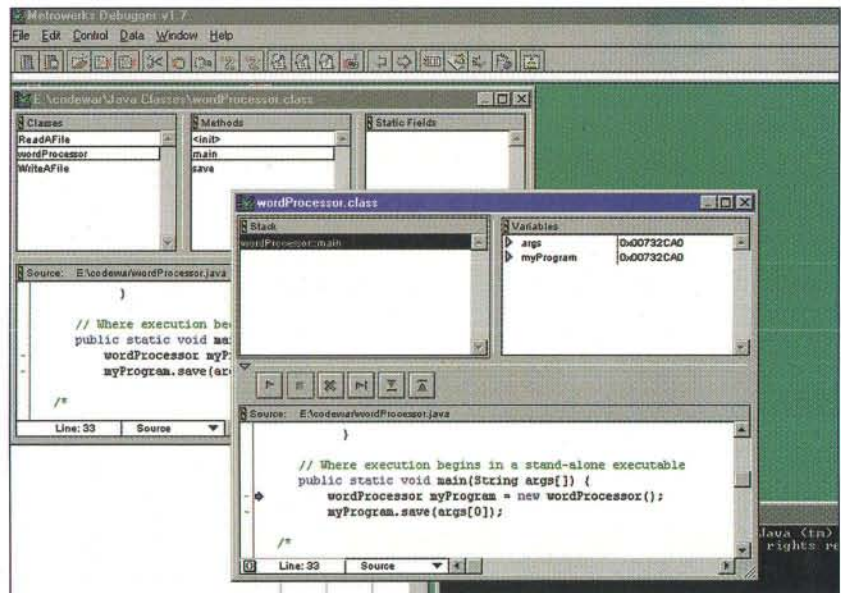 Metrowerks Debugger v1.7
File Edit Control Data Window Help
E:\codewar\Java Classes\wordProcessor.class
Classes
ReadAFile
wordProcessor
WriteAFile
Methods
<init>
main
save
Static Fields
Source: E:\codewar\wordProcessor.java
}
// Where execution be
public static void ma
wordProcessor myP
myProgram.save(ar
/*
Line: 33 Source
wordProcessor.class
Stack
wordProcessor::main
Variables
args 0x00732CA0
myProgram 0x00732CA0
Source: E:\codewar\wordProcessor.java
}
// Where execution begins in a stand-alone executable
public static void main(String args[]) {
wordProcessor myProgram = new wordProcessor();
myProgram.save(args[0]);
/*
Line: 33 Source
Java (tm)
rights re